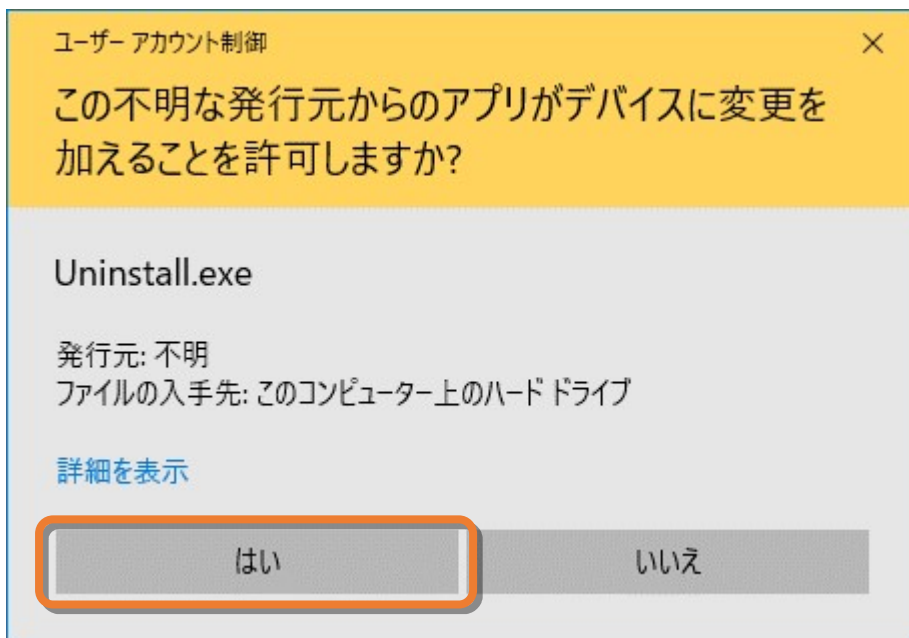 ユーザー アカウント制御
この不明な発行元からのアプリがデバイスに変更を
加えることを許可しますか?
Uninstall.exe
発行元: 不明
ファイルの入手先: このコンピューター上のハード ドライブ
詳細を表示
はい
いいえ